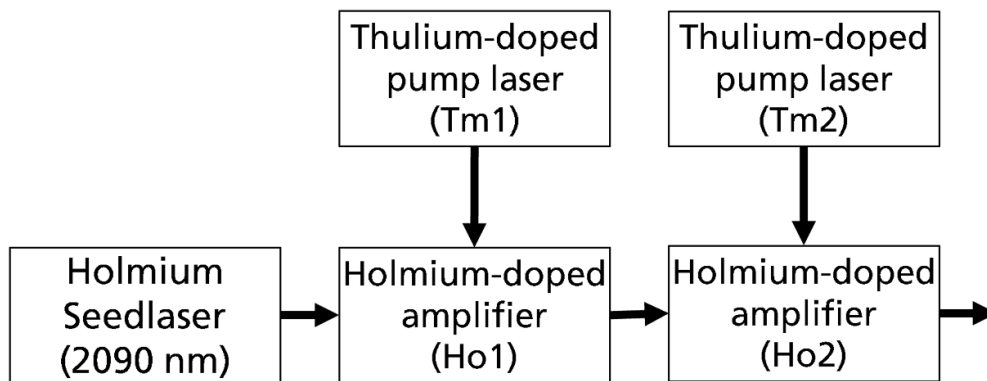 Thulium-doped
pump laser
(Tm1)
Thulium-doped
pump laser
(Tm2)
Holmium
Seedlaser
(2090 nm)
Holmium-doped
amplifier
(Ho1)
Holmium-doped
amplifier
(Ho2)